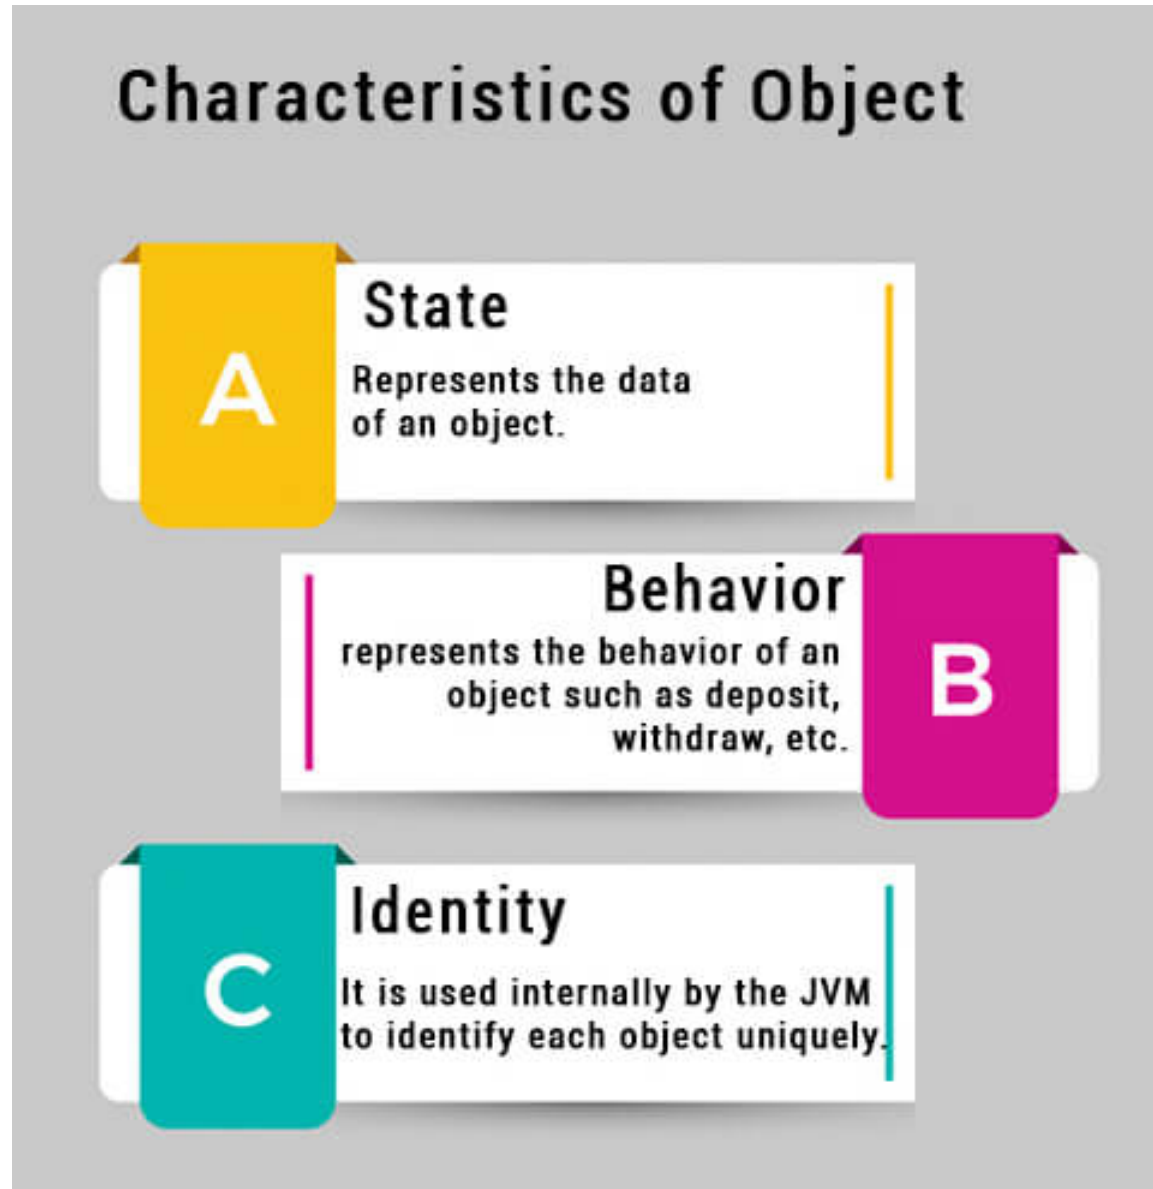 Characteristics of Object
A
State
Represents the data
of an object.
Behavior
represents the behavior of an
object such as deposit,
withdraw, etc.
B
C
Identity
It is used internally by the JVM
to identify each object uniquely.